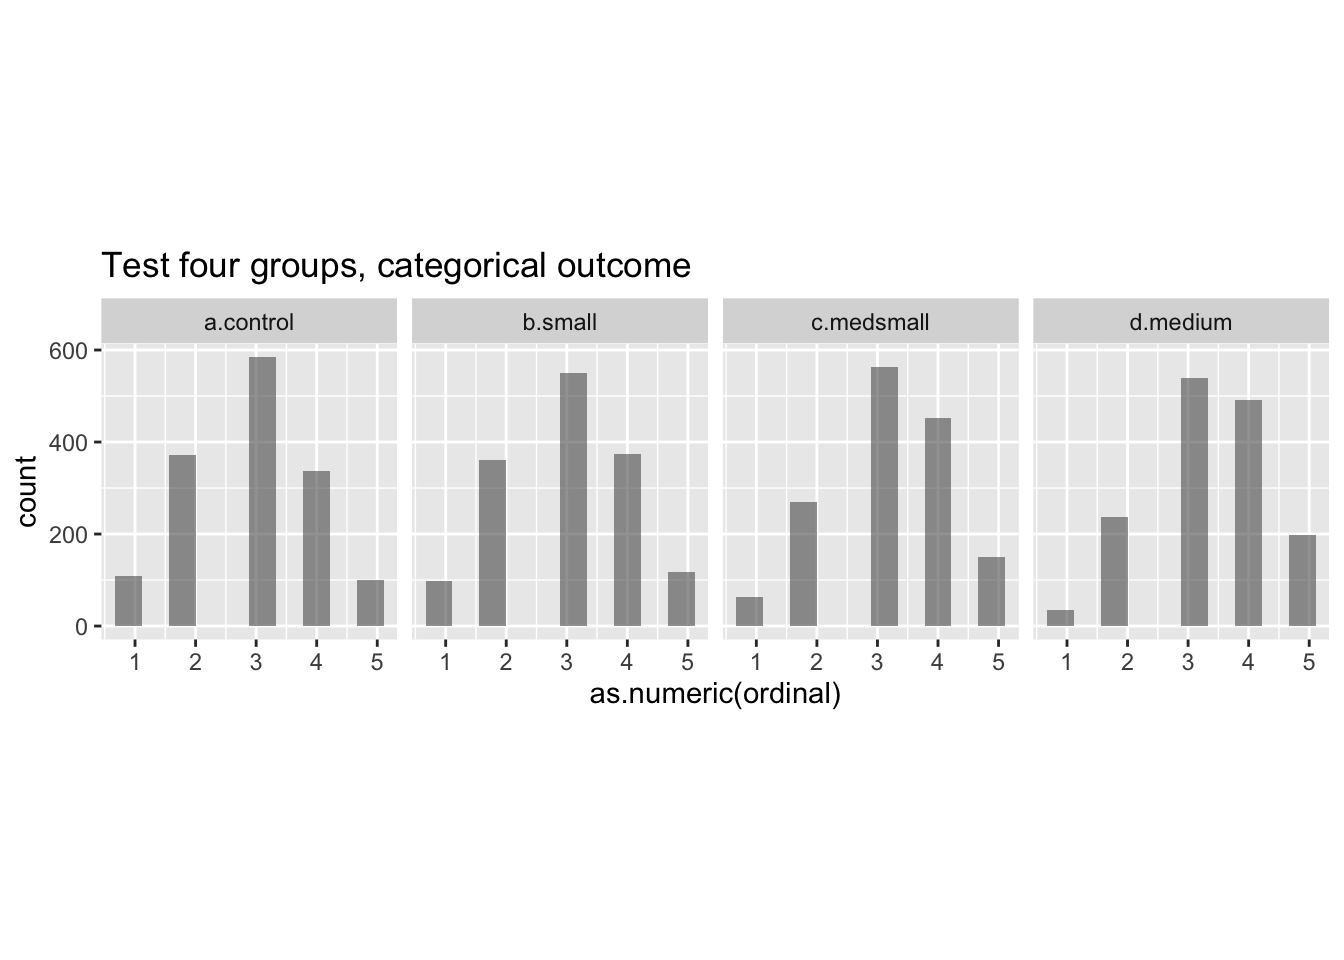 Test four groups, categorical outcome
a.control b.small c.medsmall d.medium
600
400
200
0
count
1 2 3 4 5 1 2 3 4 5 1 2 3 4 5 1 2 3 4 5
as.numeric(ordinal)